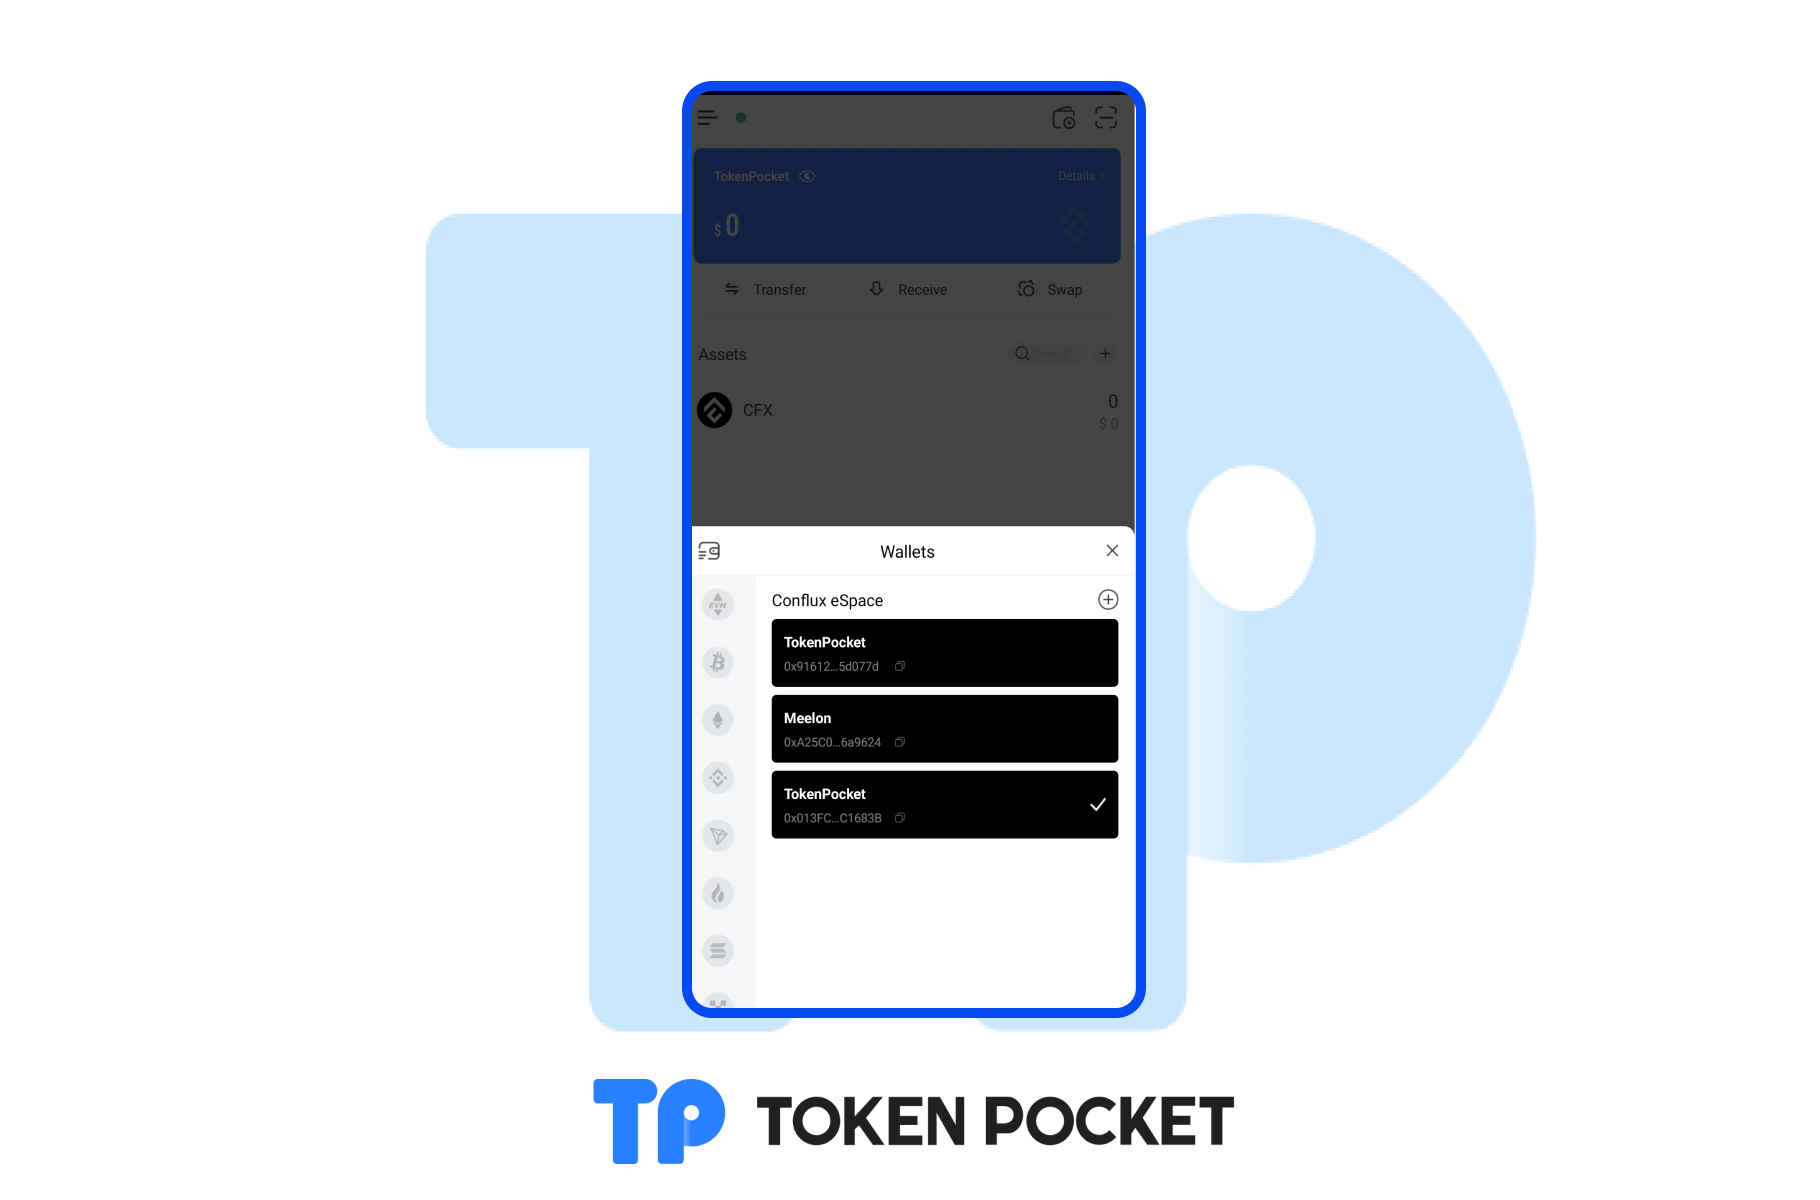 TokenPocket
Details
$ 0
Transfer
Receive
Swap
Assets
Search
CFX
0
$ 0
Wallets
EVM
Conflux eSpace
TokenPocket
0x91612...5d077d
Meelon
0xA25C0...6a9624
TokenPocket
0x013FC...C1683B
TP TOKEN POCKET